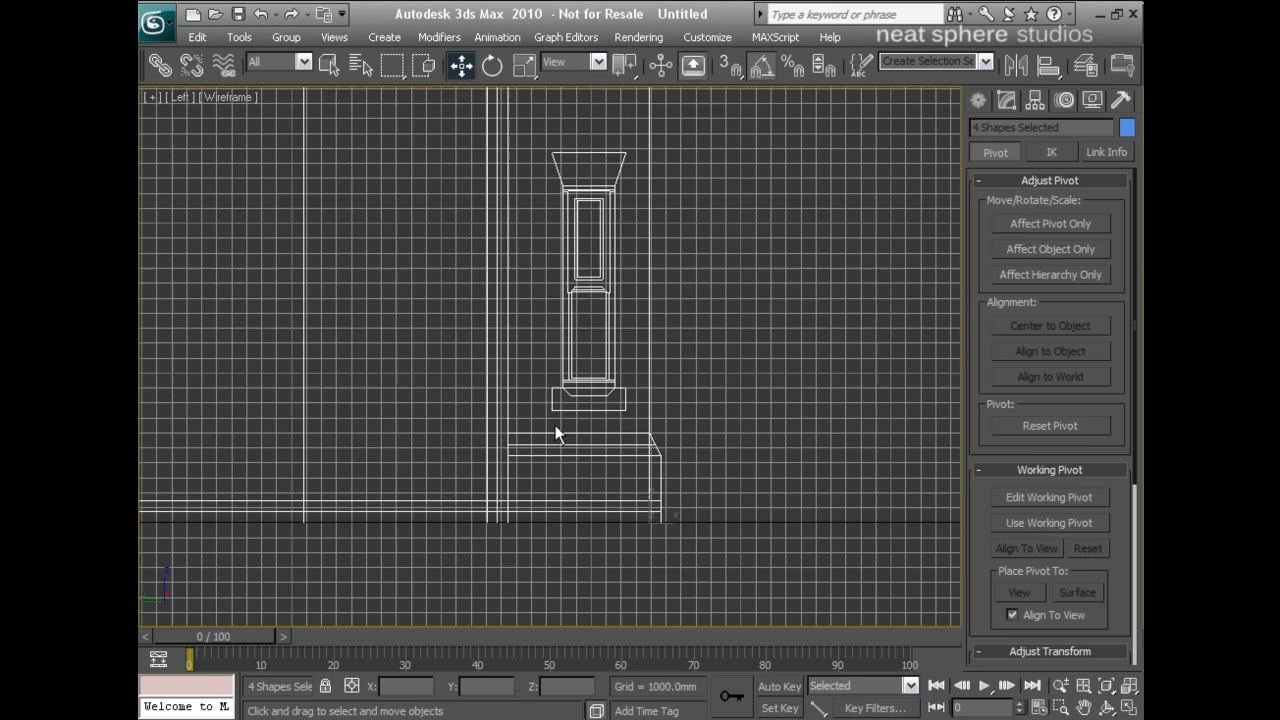 Autodesk 3ds Max 2010 - Not for Resale Untitled
Type a keyword or phrase
Edit Tools Group Views Create Modifiers Animation Graph Editors Rendering Customize MAXScript Help
neat sphere studios
All
View
3
%
ABC
Create Selection Se
[ + ] [ Left ] [ Wireframe ]
4 Shapes Selected
Pivot IK Link Info
- Adjust Pivot
Move/Rotate/Scale:
Affect Pivot Only
Affect Object Only
Affect Hierarchy Only
Alignment:
Center to Object
Align to Object
Align to World
Pivot:
Reset Pivot
- Working Pivot
Edit Working Pivot
Use Working Pivot
Align To View Reset
Place Pivot To:
View Surface
Align To View
- Adjust Transform
< 0 / 100 >
0 10 20 30 40 50 60 70 80 90 100
4 Shapes Sele X: Y: Z: Grid = 1000.0mm Auto Key Selected
Welcome to M
Click and drag to select and move objects Add Time Tag Set Key Key Filters... 0